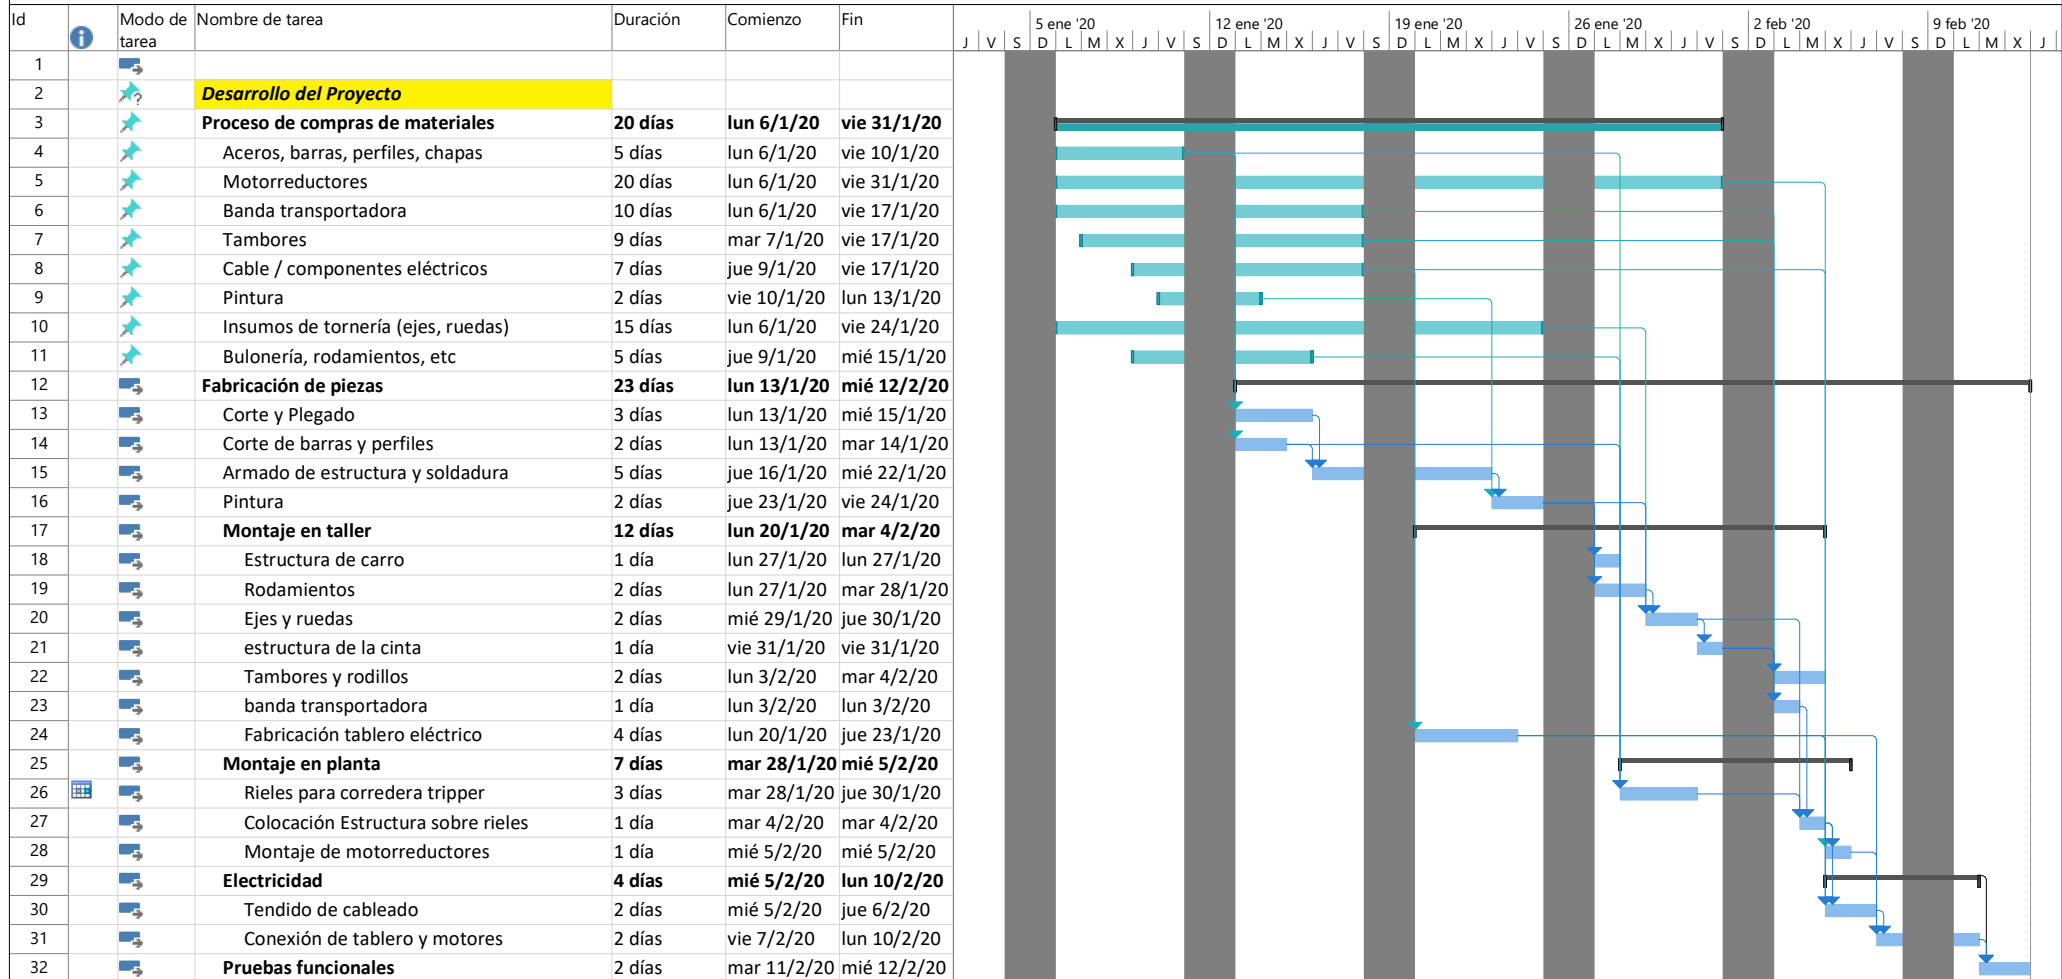 Id Modo de tarea Nombre de tarea Duración Comienzo Fin
5 ene '20 12 ene '20 19 ene '20 26 ene '20 2 feb '20 9 feb '20
J V S D L M X J V S D L M X J V S D L M X J V S D L M X J V S D L M X J V S D L M X J
1
2 Desarrollo del Proyecto
3 Proceso de compras de materiales 20 días lun 6/1/20 vie 31/1/20
4 Aceros, barras, perfiles, chapas 5 días lun 6/1/20 vie 10/1/20
5 Motorreductores 20 días lun 6/1/20 vie 31/1/20
6 Banda transportadora 10 días lun 6/1/20 vie 17/1/20
7 Tambores 9 días mar 7/1/20 vie 17/1/20
8 Cable / componentes eléctricos 7 días jue 9/1/20 vie 17/1/20
9 Pintura 2 días vie 10/1/20 lun 13/1/20
10 Insumos de tornería (ejes, ruedas) 15 días lun 6/1/20 vie 24/1/20
11 Bulonería, rodamientos, etc 5 días jue 9/1/20 mié 15/1/20
12 Fabricación de piezas 23 días lun 13/1/20 mié 12/2/20
13 Corte y Plegado 3 días lun 13/1/20 mié 15/1/20
14 Corte de barras y perfiles 2 días lun 13/1/20 mar 14/1/20
15 Armado de estructura y soldadura 5 días jue 16/1/20 mié 22/1/20
16 Pintura 2 días jue 23/1/20 vie 24/1/20
17 Montaje en taller 12 días lun 20/1/20 mar 4/2/20
18 Estructura de carro 1 día lun 27/1/20 lun 27/1/20
19 Rodamientos 2 días lun 27/1/20 mar 28/1/20
20 Ejes y ruedas 2 días mié 29/1/20 jue 30/1/20
21 estructura de la cinta 1 día vie 31/1/20 vie 31/1/20
22 Tambores y rodillos 2 días lun 3/2/20 mar 4/2/20
23 banda transportadora 1 día lun 3/2/20 lun 3/2/20
24 Fabricación tablero eléctrico 4 días lun 20/1/20 jue 23/1/20
25 Montaje en planta 7 días mar 28/1/20 mié 5/2/20
26 Rieles para corredera tripper 3 días mar 28/1/20 jue 30/1/20
27 Colocación Estructura sobre rieles 1 día mar 4/2/20 mar 4/2/20
28 Montaje de motorreductores 1 día mié 5/2/20 mié 5/2/20
29 Electricidad 4 días mié 5/2/20 lun 10/2/20
30 Tendido de cableado 2 días mié 5/2/20 jue 6/2/20
31 Conexión de tablero y motores 2 días vie 7/2/20 lun 10/2/20
32 Pruebas funcionales 2 días mar 11/2/20 mié 12/2/20